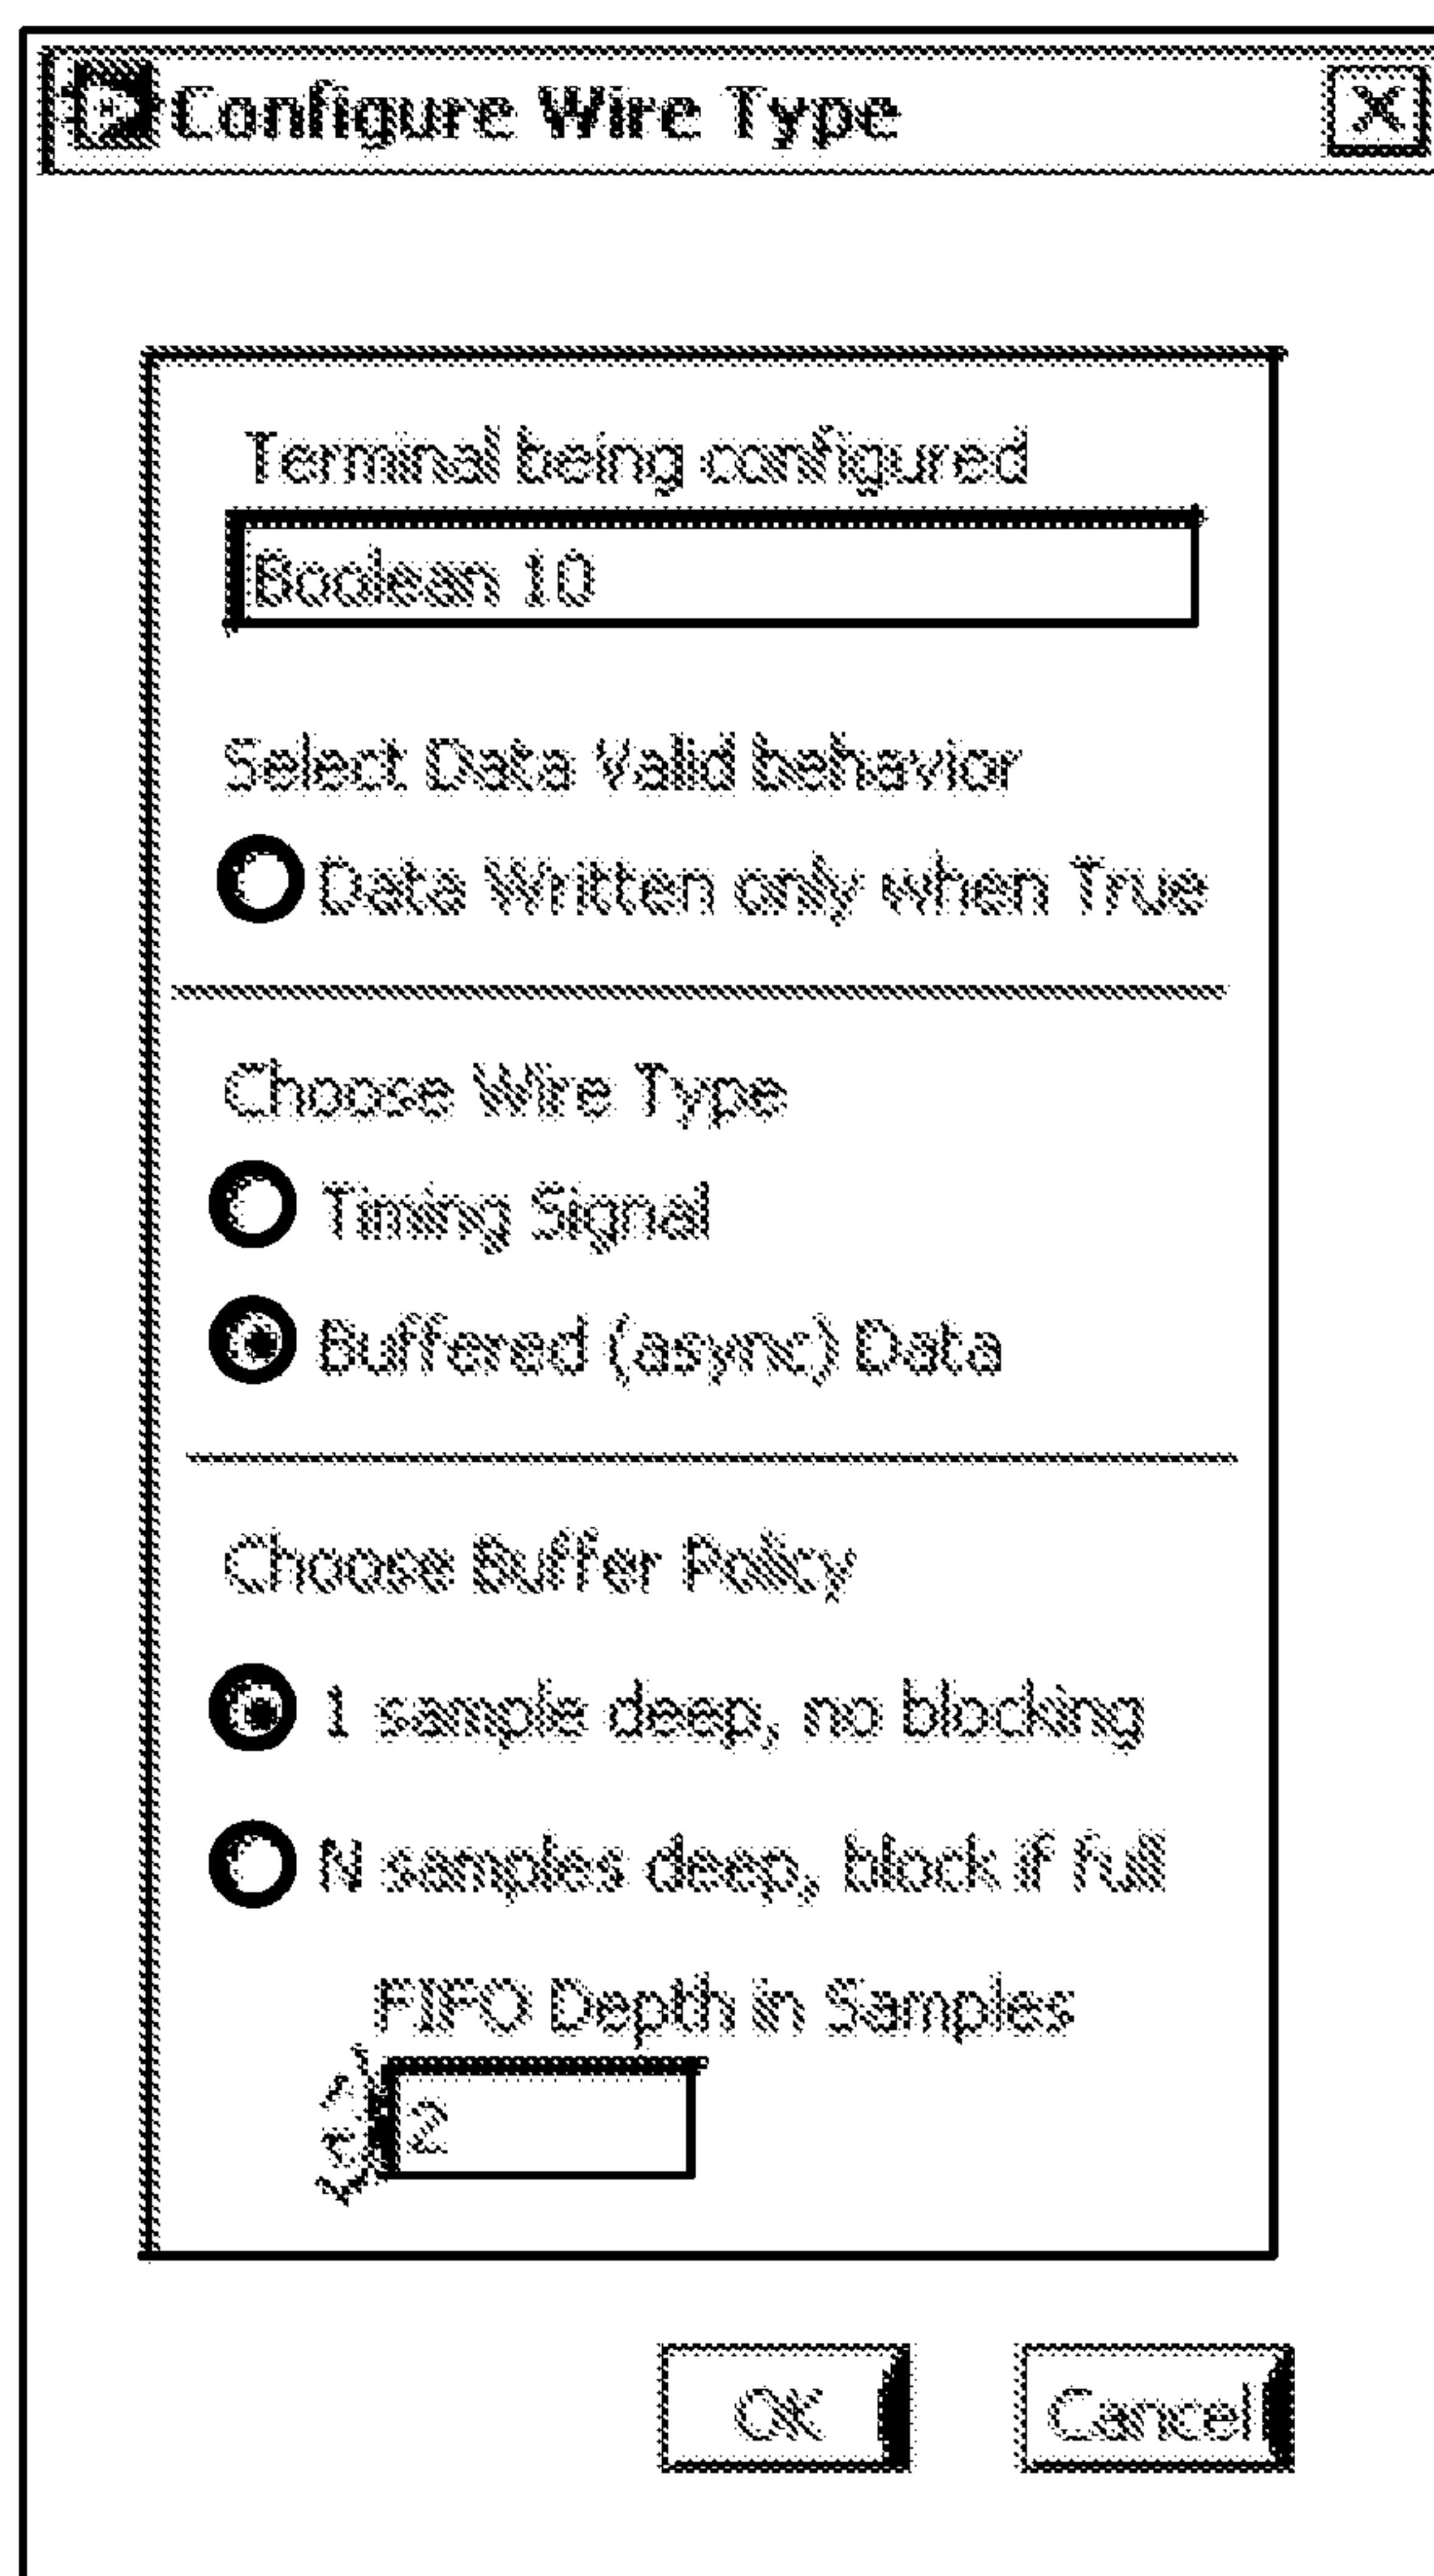 Configure Wire Type
Terminal being configured
Boolean 10
Select Data Valid behavior
Data Written only when True
Choose Wire Type
Timing Signal
Buffered (async) Data
Choose Buffer Policy
1 sample deep, no blocking
N samples deep, block if full
FIFO Depth in Samples
2
OK Cancel